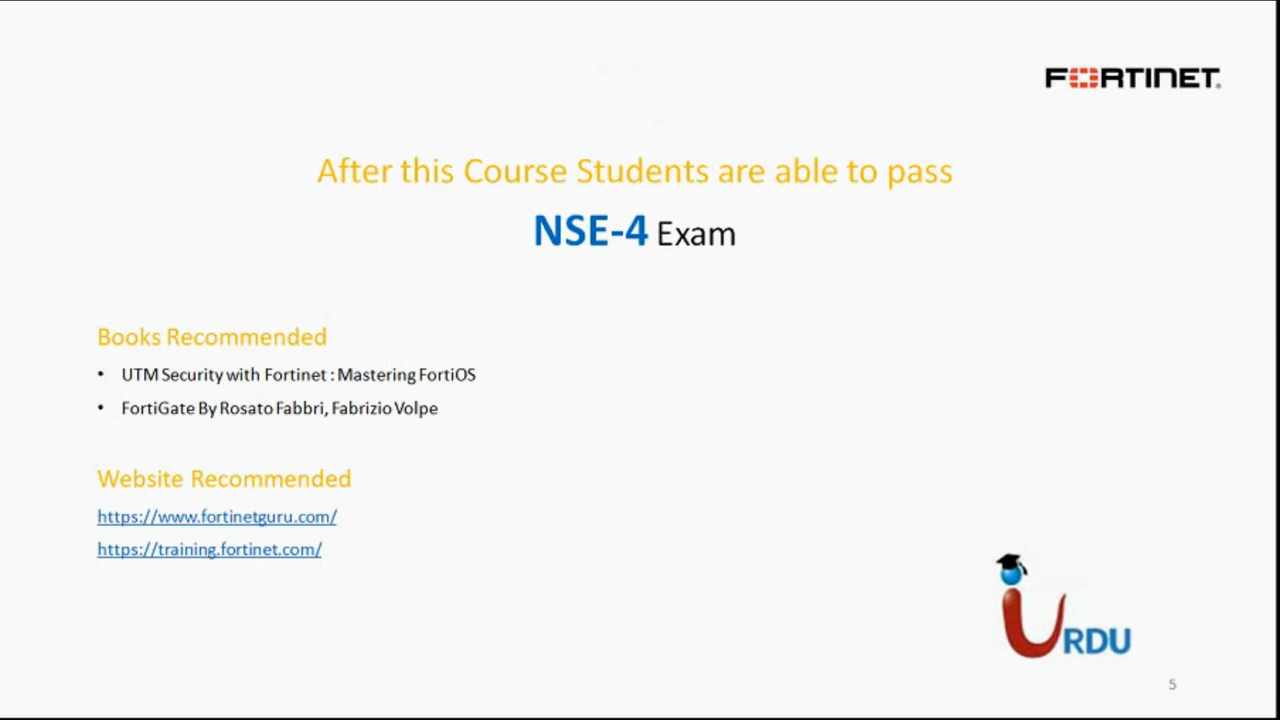 FORTINET®
After this Course Students are able to pass
NSE-4 Exam
Books Recommended
• UTM Security with Fortinet : Mastering FortiOS
• FortiGate By Rosato Fabbri, Fabrizio Volpe
Website Recommended
https://www.fortinetguru.com/
https://training.fortinet.com/
URDU
5